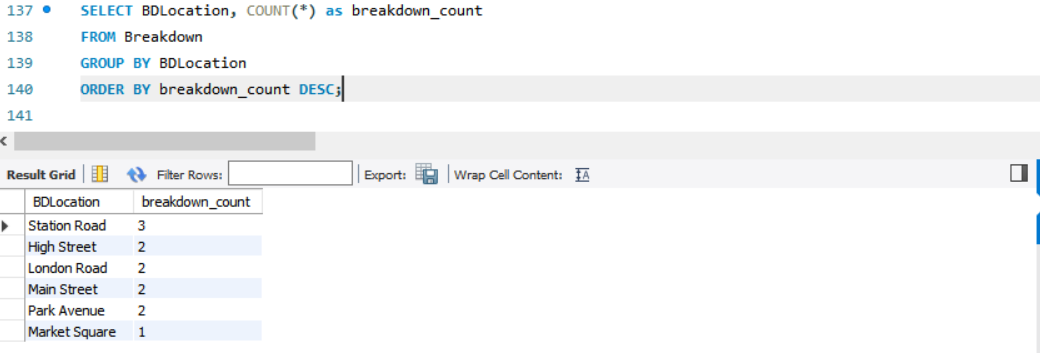 137 SELECT BDLocation, COUNT(*) as breakdown_count
138 FROM Breakdown
139 GROUP BY BDLocation
140 ORDER BY breakdown_count DESC;
141
Result Grid Filter Rows: Export: Wrap Cell Content: IA
BDLocation breakdown_count
Station Road 3
High Street 2
London Road 2
Main Street 2
Park Avenue 2
Market Square 1